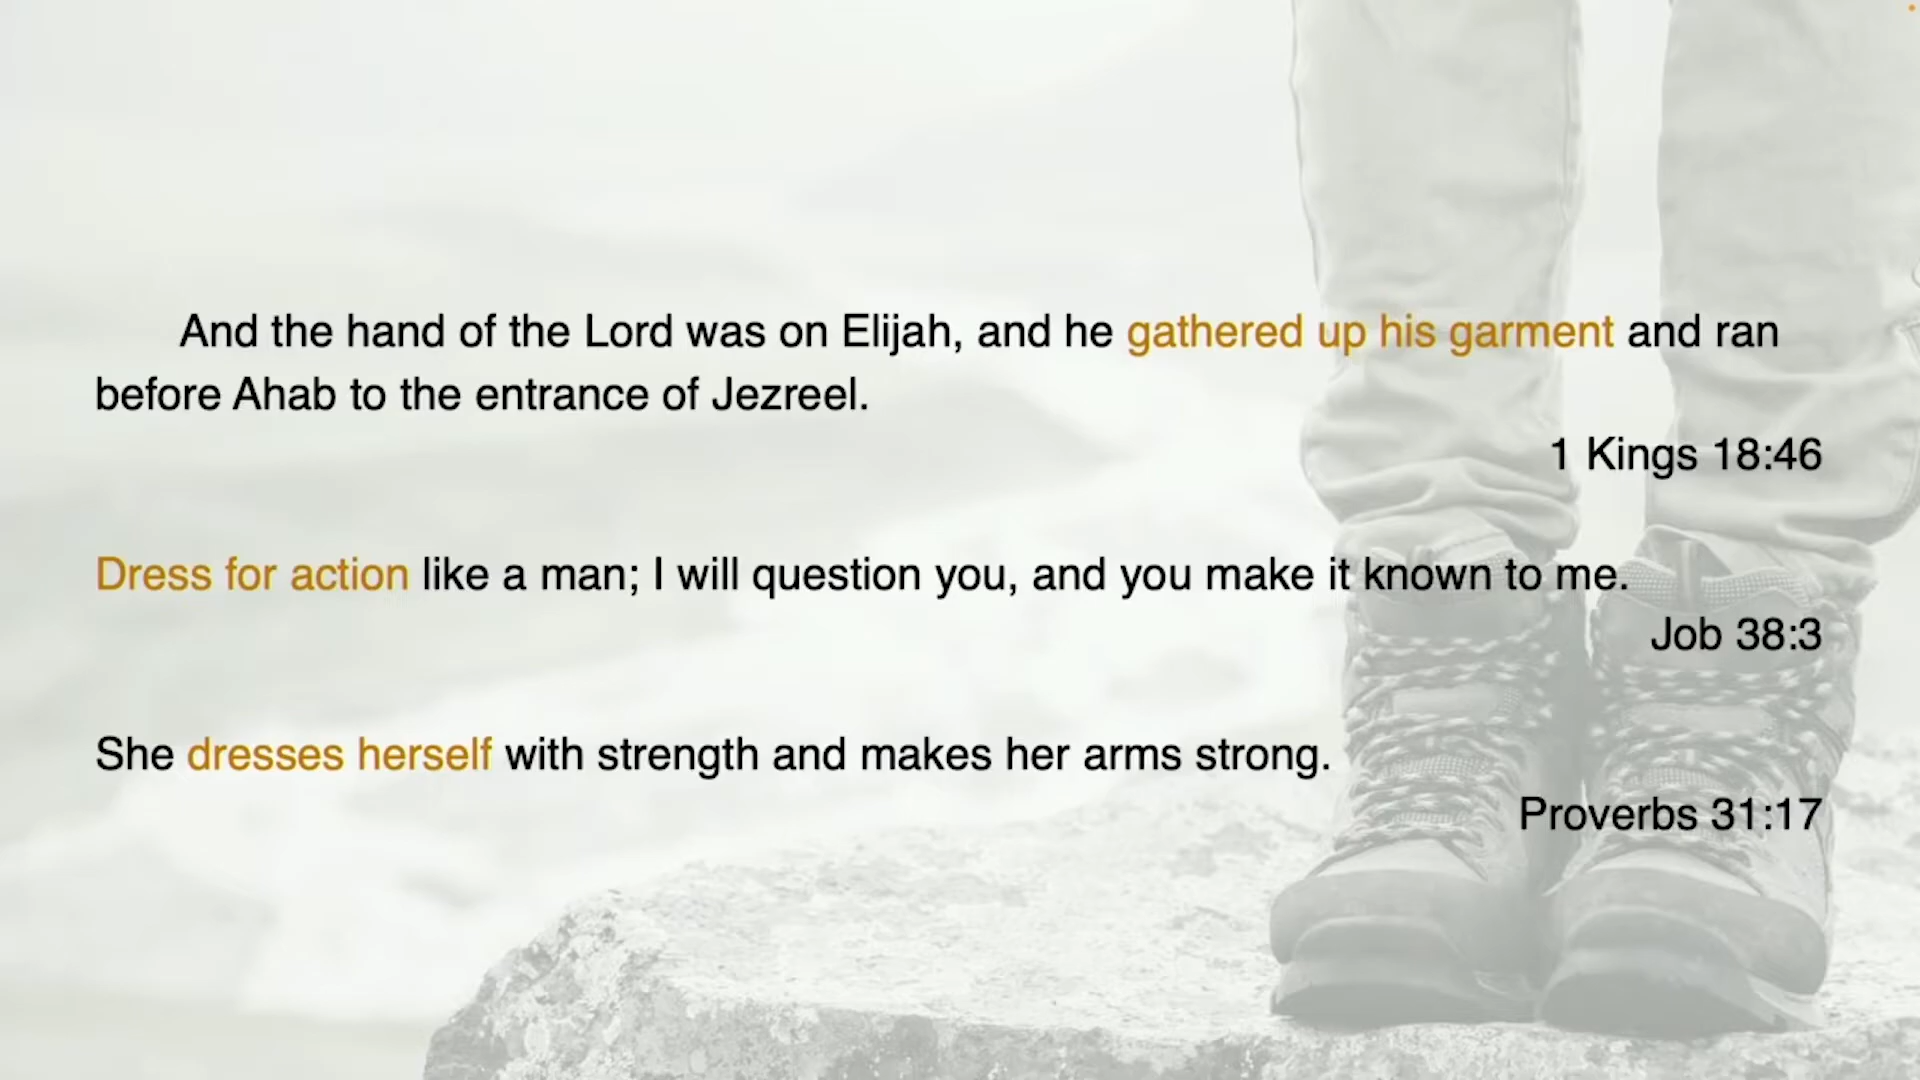 And the hand of the Lord was on Elijah, and he gathered up his garment and ran
before Ahab to the entrance of Jezreel.
1 Kings 18:46
Dress for action like a man; I will question you, and you make it known to me.
Job 38:3
She dresses herself with strength and makes her arms strong.
Proverbs 31:17